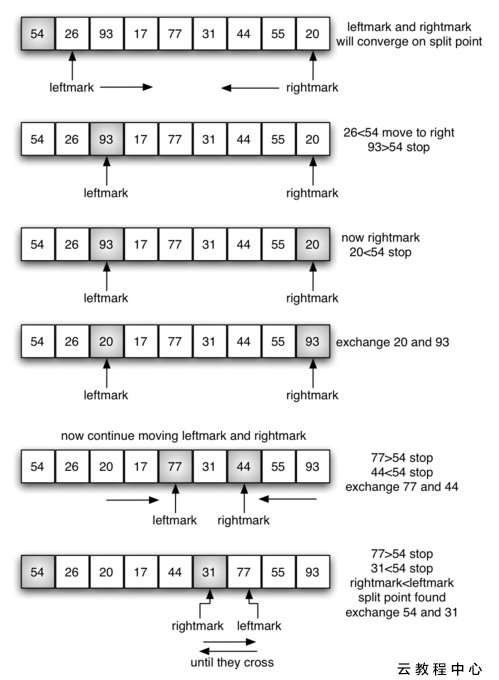 54 26 93 17 77 31 44 55 20
leftmark and rightmark
will converge on split point
leftmark rightmark
54 26 93 17 77 31 44 55 20
26<54 move to right
93>54 stop
leftmark rightmark
54 26 93 17 77 31 44 55 20
now rightmark
20<54 stop
leftmark rightmark
54 26 20 17 77 31 44 55 93
exchange 20 and 93
leftmark rightmark
now continue moving leftmark and rightmark
54 26 20 17 77 31 44 55 93
77>54 stop
44<54 stop
exchange 77 and 44
leftmark rightmark
54 26 20 17 44 31 77 55 93
77>54 stop
31<54 stop
rightmark<leftmark
split point found
exchange 54 and 31
rightmark leftmark
until they cross
云教程中心